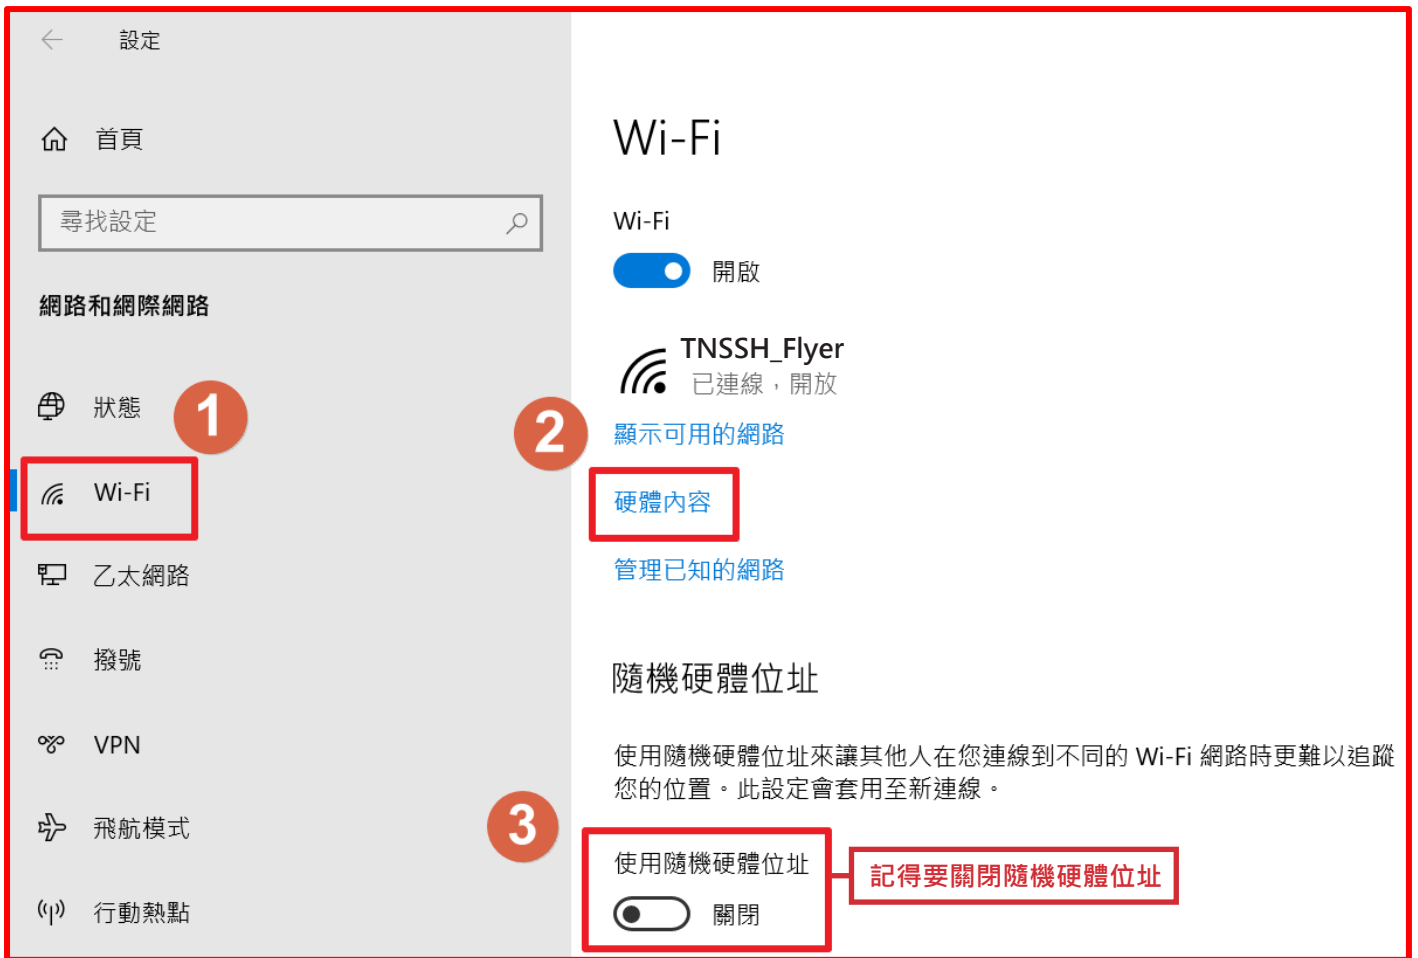 設定
首頁
尋找設定
網路和網際網路
狀態
1
Wi-Fi
乙太網路
撥號
VPN
飛航模式
行動熱點
Wi-Fi
Wi-Fi
開啟
TNSSH_Flyer
已連線，開放
2
顯示可用的網路
硬體內容
管理已知的網路
隨機硬體位址
使用隨機硬體位址來讓其他人在您連線到不同的 Wi-Fi 網路時更難以追蹤
您的位置。此設定會套用至新連線。
3
使用隨機硬體位址
關閉
記得要關閉隨機硬體位址